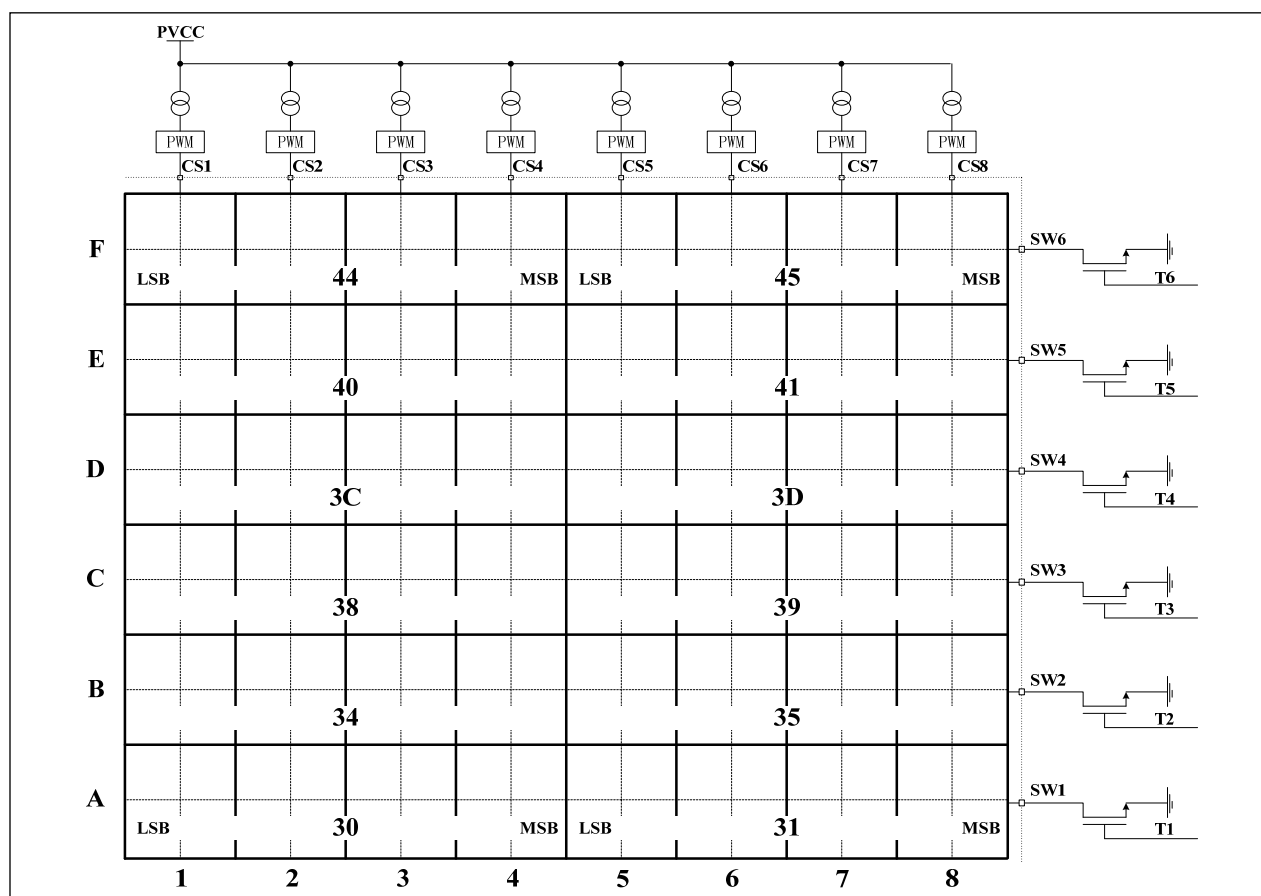 PVCC
PWM PWM PWM PWM PWM PWM PWM PWM
CS1 CS2 CS3 CS4 CS5 CS6 CS7 CS8
F SW6
LSB 44 MSB LSB 45 MSB T6
E SW5
40 41 T5
D SW4
3C 3D T4
C SW3
38 39 T3
B SW2
34 35 T2
A SW1
LSB 30 MSB LSB 31 MSB T1
1 2 3 4 5 6 7 8